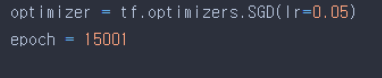 optimizer = tf.optimizers.SGD(lr=0.05)
epoch = 15001